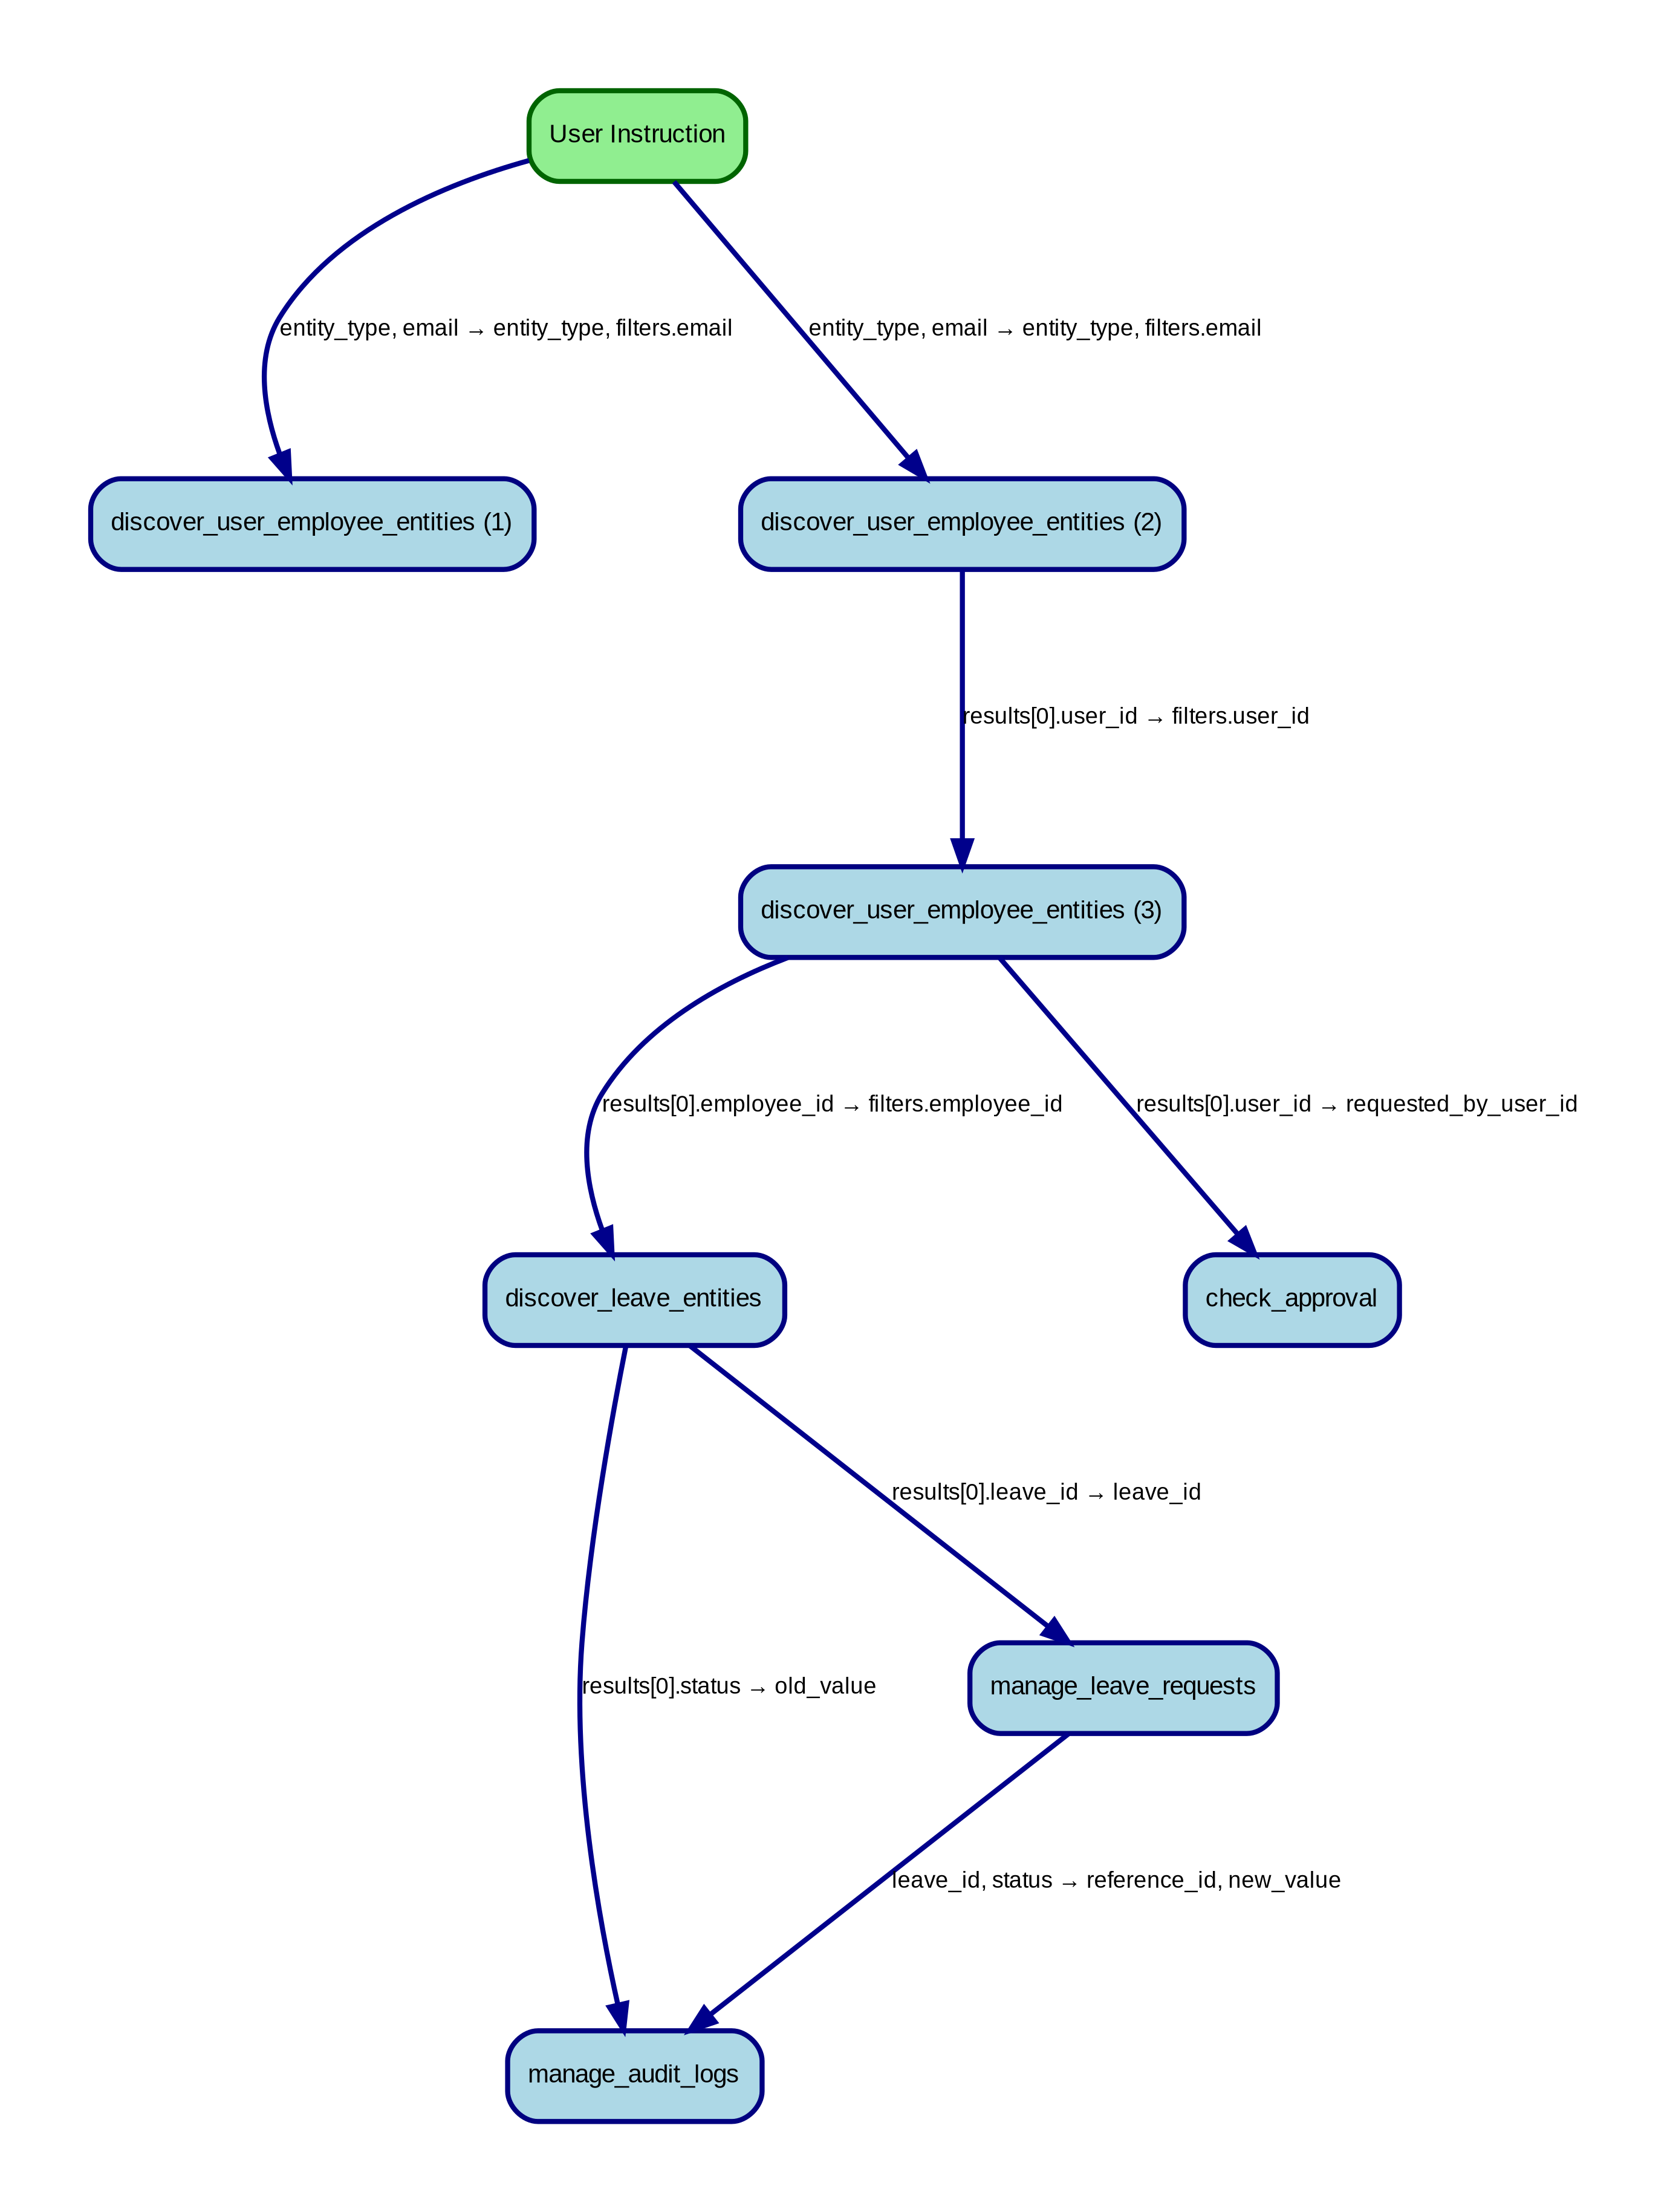 User Instruction
entity_type, email → entity_type, filters.email
entity_type, email → entity_type, filters.email
discover_user_employee_entities (1)
discover_user_employee_entities (2)
results[0].user_id → filters.user_id
discover_user_employee_entities (3)
results[0].employee_id → filters.employee_id
results[0].user_id → requested_by_user_id
discover_leave_entities
check_approval
results[0].leave_id → leave_id
results[0].status → old_value
manage_leave_requests
leave_id, status → reference_id, new_value
manage_audit_logs